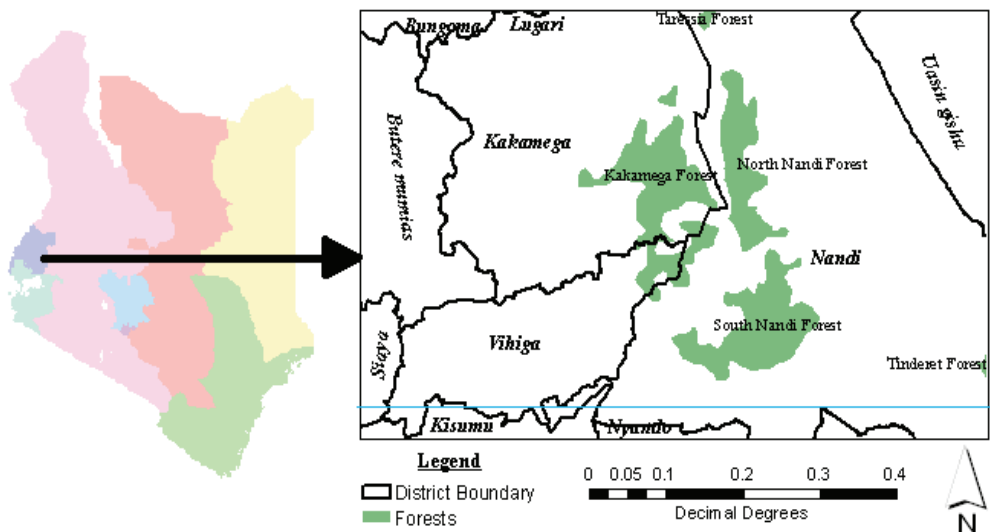 Taressia Forest
Bungoma
Lugari
Uasin gishu
Butere mumias
Kakamega
North Nandi Forest
Kakamega Forest
Nandi
South Nandi Forest
Siaya
Vihiga
Tinderet Forest
Kisumu
Nyando
Legend
District Boundary
Forests
0 0.05 0.1 0.2 0.3 0.4
Decimal Degrees
N